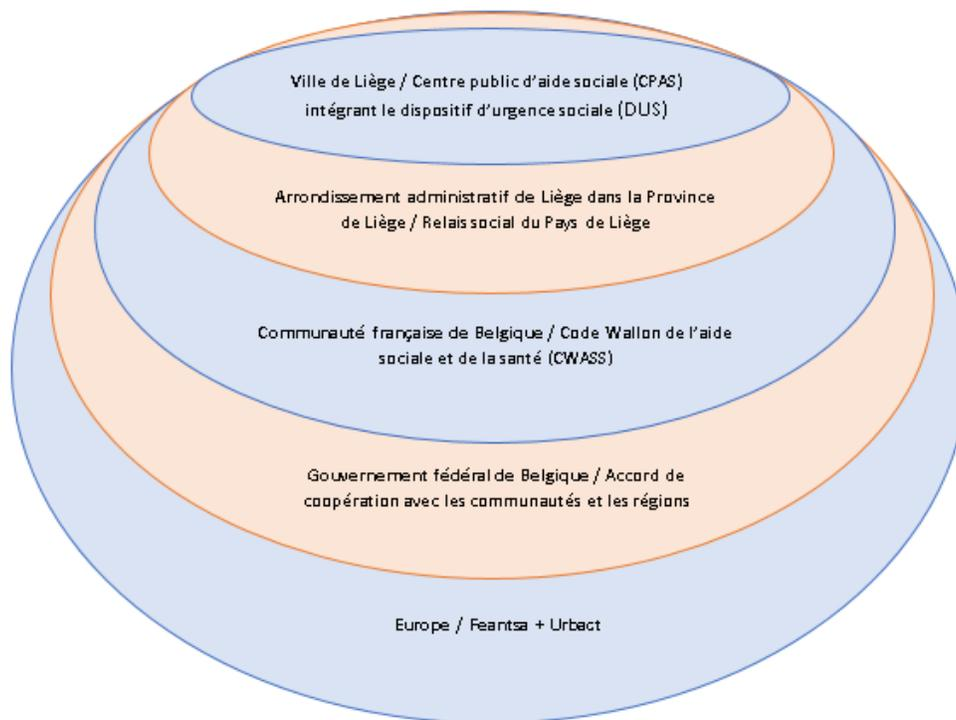 Ville de Liège / Centre public d'aide sociale (CPAS)
intégrant le dispositif d'urgence sociale (DUS)
Arrondissement administratif de Liège dans la Province
de Liège / Relais social du Pays de Liège
Communauté française de Belgique / Code Wallon de l'aide
sociale et de la santé (CWASS)
Gouvernement fédéral de Belgique / Accord de
coopération avec les communautés et les régions
Europe / Feantsa + Urbact